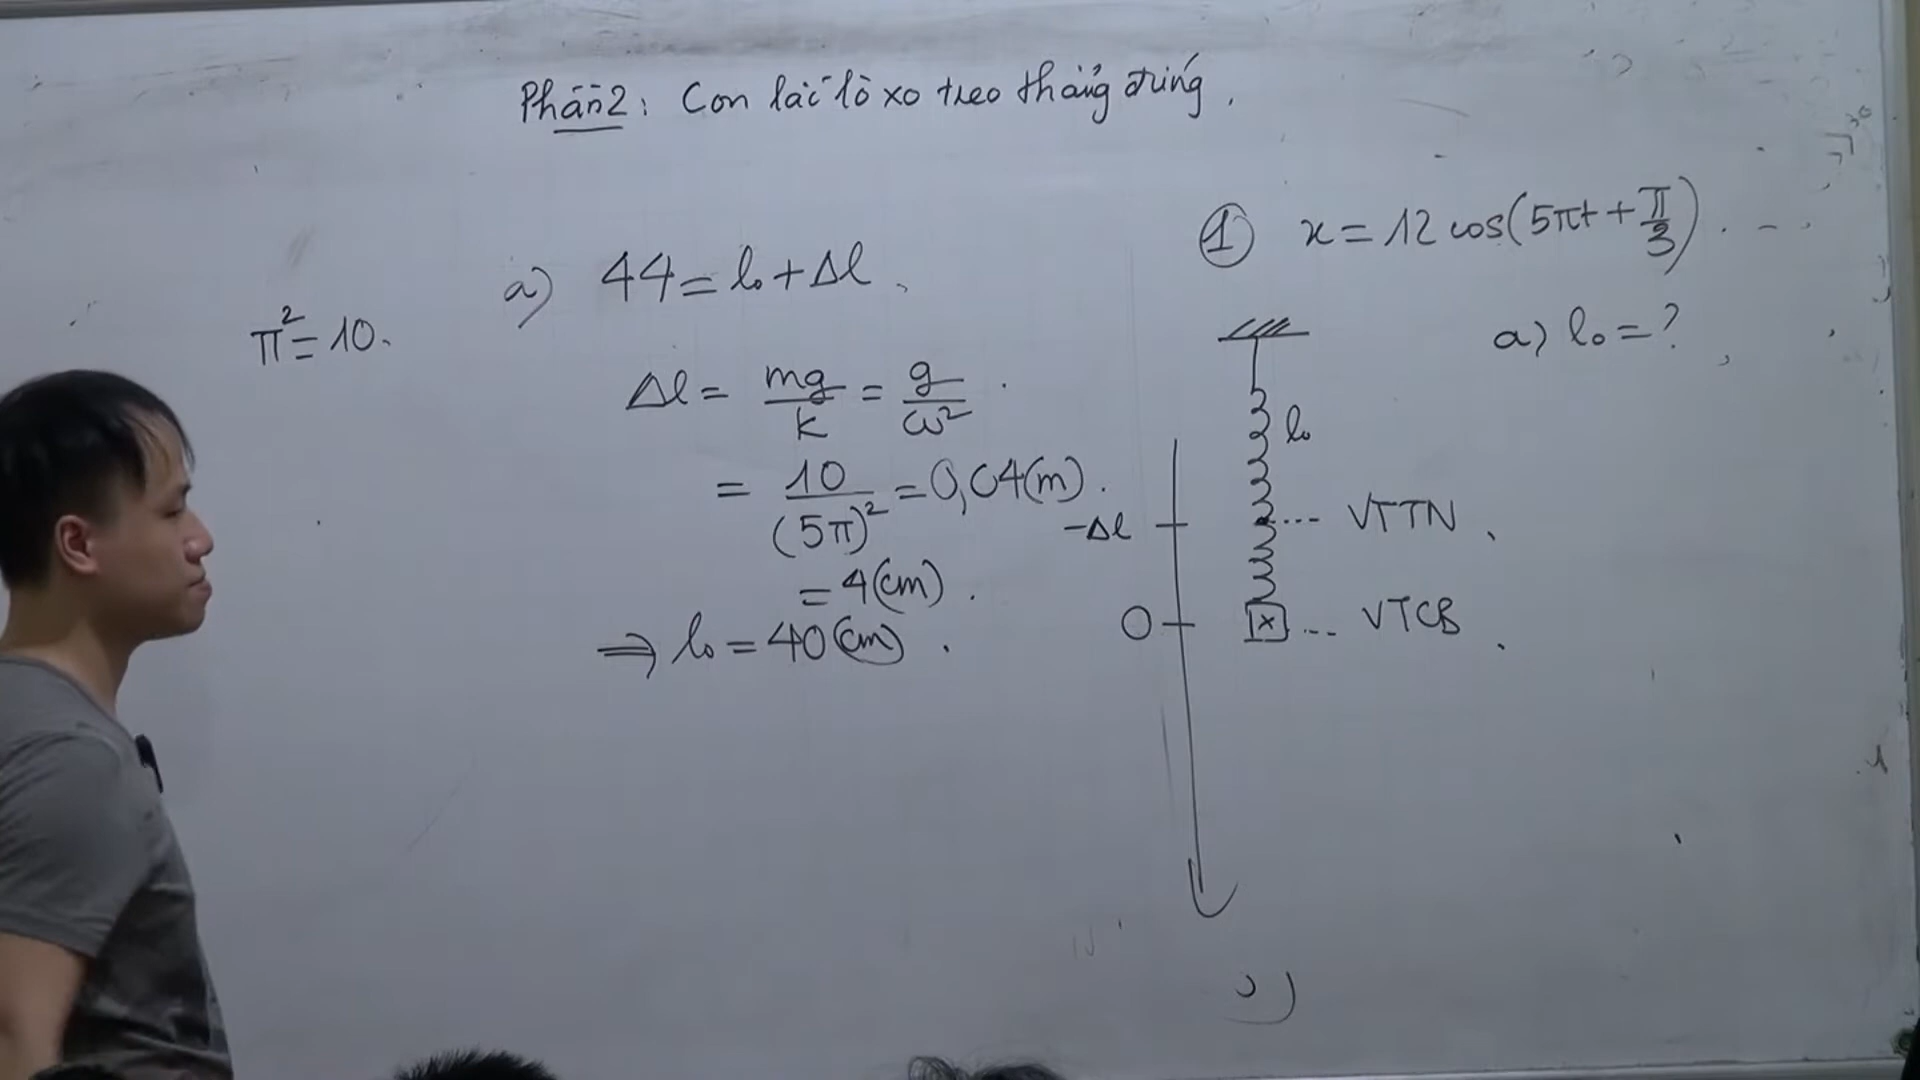 Phần 2: Con lắc lò xo treo thẳng đứng.
π² = 10.
a) 44 = l₀ + Δl.
Δl = mg/k = g/ω².
= 10/(5π)² = 0,04(m).
= 4(cm).
⇒ l₀ = 40(cm).
① x = 12 cos(5πt + π/3) ...
a) l₀ = ?
l₀
-Δl
... VTTN
O
x
... VTCB